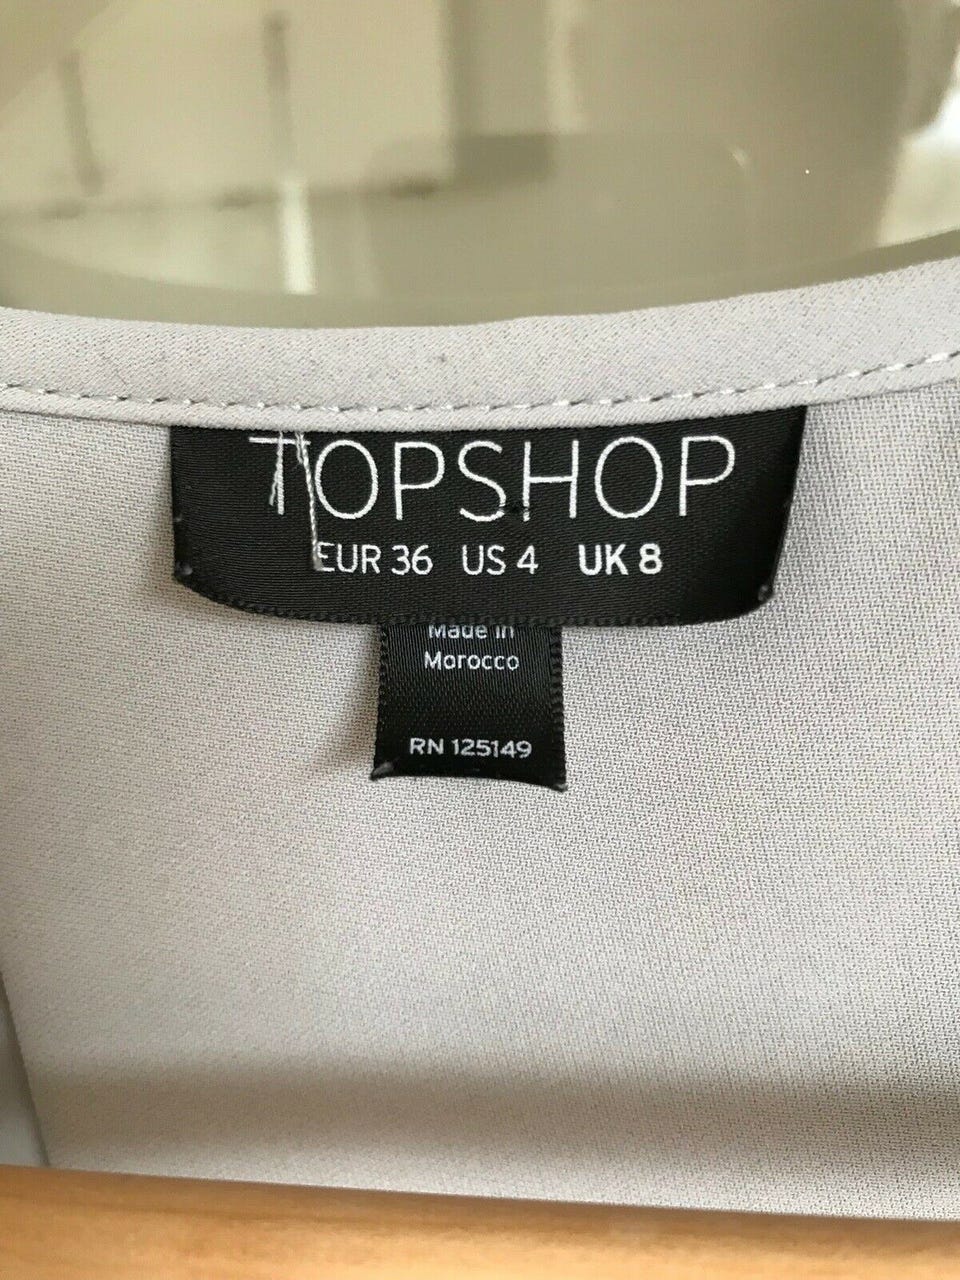 TOPSHOP
EUR 36 US 4 UK 8
Made in
Morocco
RN 125149